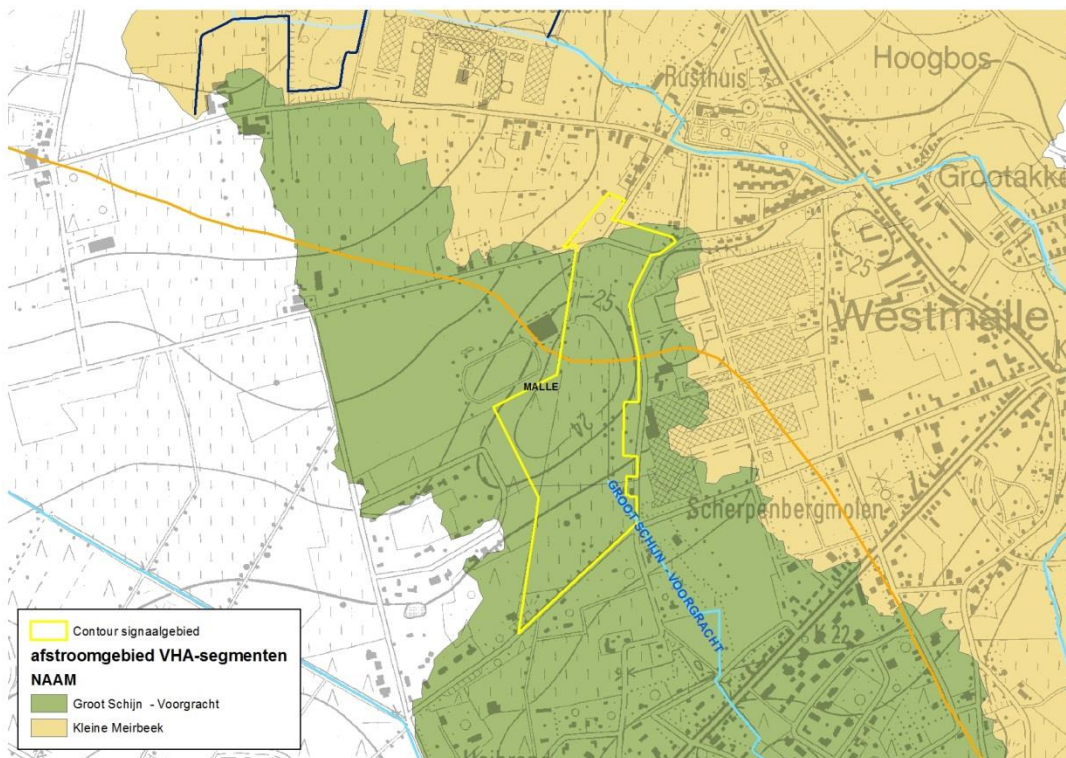 Hoogbos
Rusthuis
Grootakke
25
Westmalle
25
MALLE
24
GROOT SCHIJN - VOORGRACHT
Scherpenbergmolen
22
Contour signaalgebied
afstroomgebied VHA-segmenten
NAAM
Groot Schijn - Voorgracht
Kleine Meirbeek